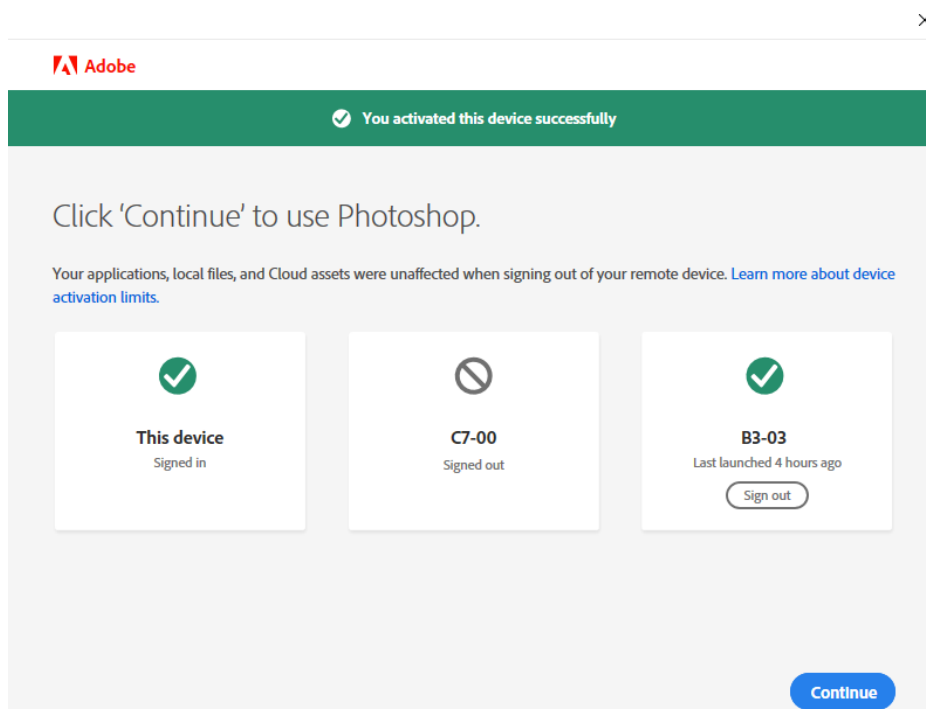 Adobe
You activated this device successfully
Click ‘Continue’ to use Photoshop.
Your applications, local files, and Cloud assets were unaffected when signing out of your remote device. Learn more about device
activation limits.
This device
Signed in
C7-00
Signed out
B3-03
Last launched 4 hours ago
Sign out
Continue